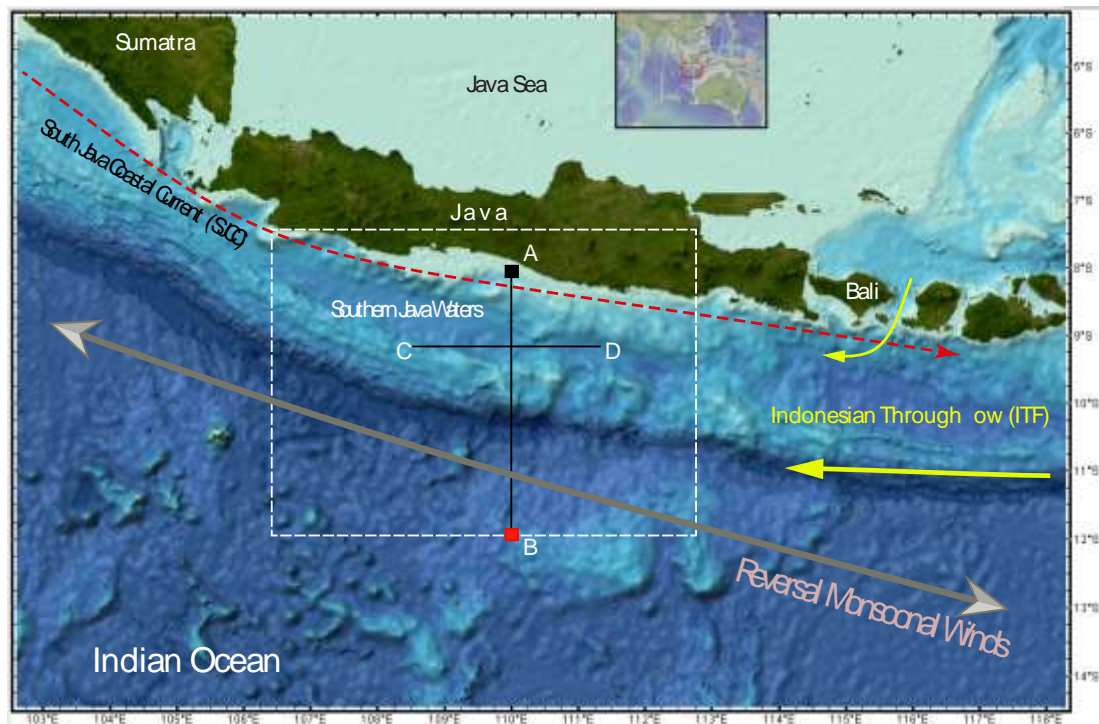 Sumatra
Java Sea
South Java Coastal Current (SJCC)
Java
A
Bali
Southern Java Waters
C
D
Indonesian Through ow (ITF)
B
Reversal Monsoonal Winds
Indian Ocean
5°S
6°S
7°S
8°S
9°S
10°S
11°S
12°S
13°S
14°S
103°E
104°E
105°E
106°E
107°E
108°E
109°E
110°E
111°E
112°E
113°E
114°E
115°E
116°E
117°E
118°E